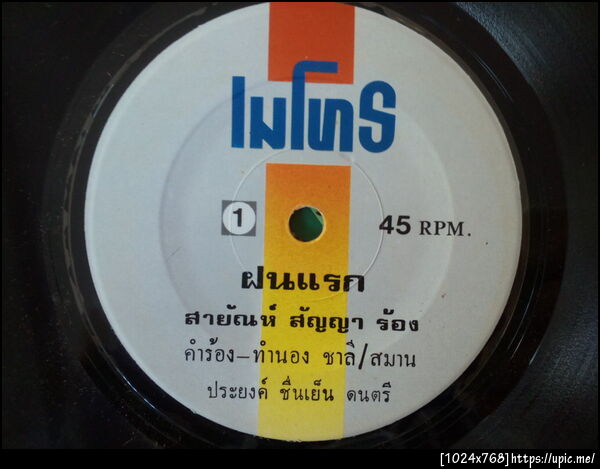 เมโทร
1
45 RPM.
ฝนแรก
สายัณห์ สัญญา ร้อง
คำร้อง-ทำนอง ชาลี/สมาน
ประยงค์ ชื่นเย็น ดนตรี
[1024x768]https://upic.me/